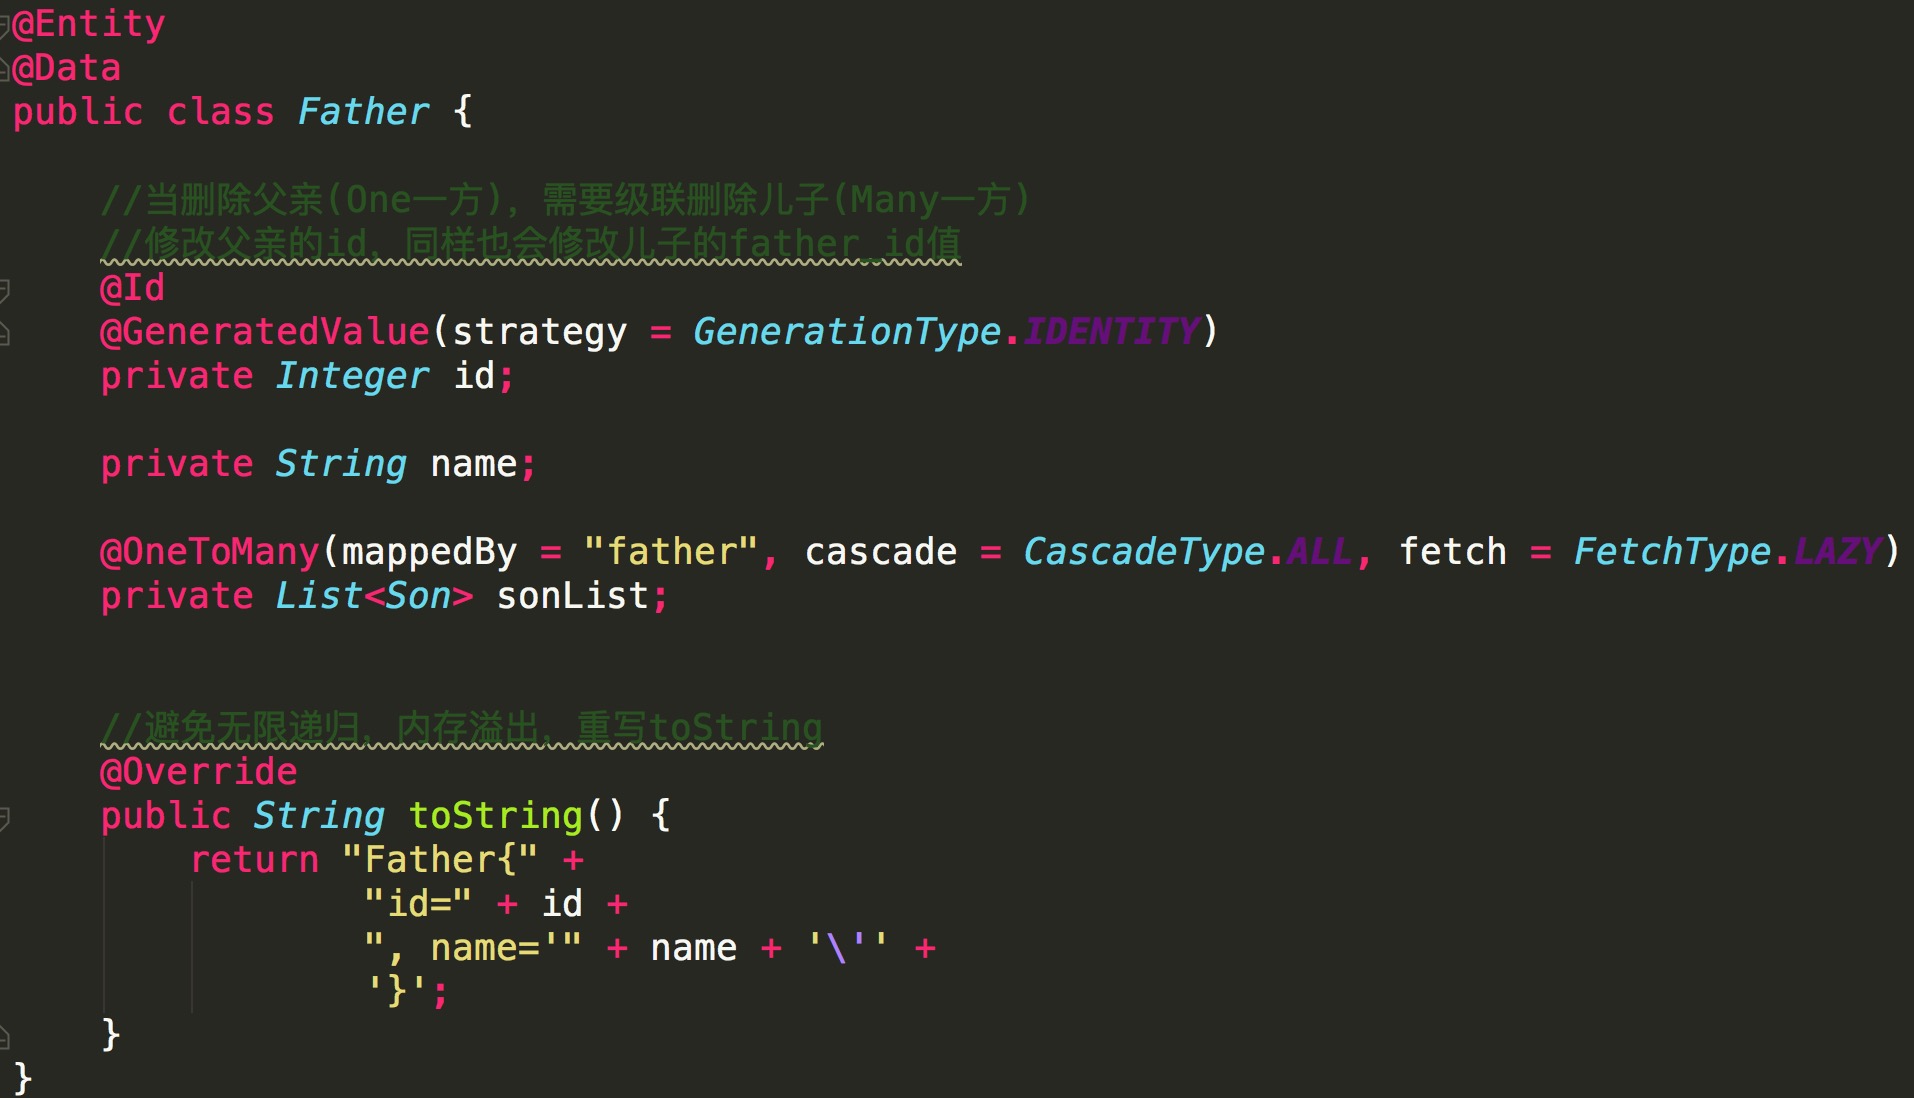 @Entity
@Data
public class Father {
//当删除父亲(One一方)，需要级联删除儿子(Many一方)
//修改父亲的id，同样也会修改儿子的father_id值
@Id
@GeneratedValue(strategy = GenerationType.IDENTITY)
private Integer id;
private String name;
@OneToMany(mappedBy = "father", cascade = CascadeType.ALL, fetch = FetchType.LAZY)
private List<Son> sonList;
//避免无限递归，内存溢出，重写toString
@Override
public String toString() {
return "Father{" +
"id=" + id +
", name='" + name + '\'' +
'}';
}
}